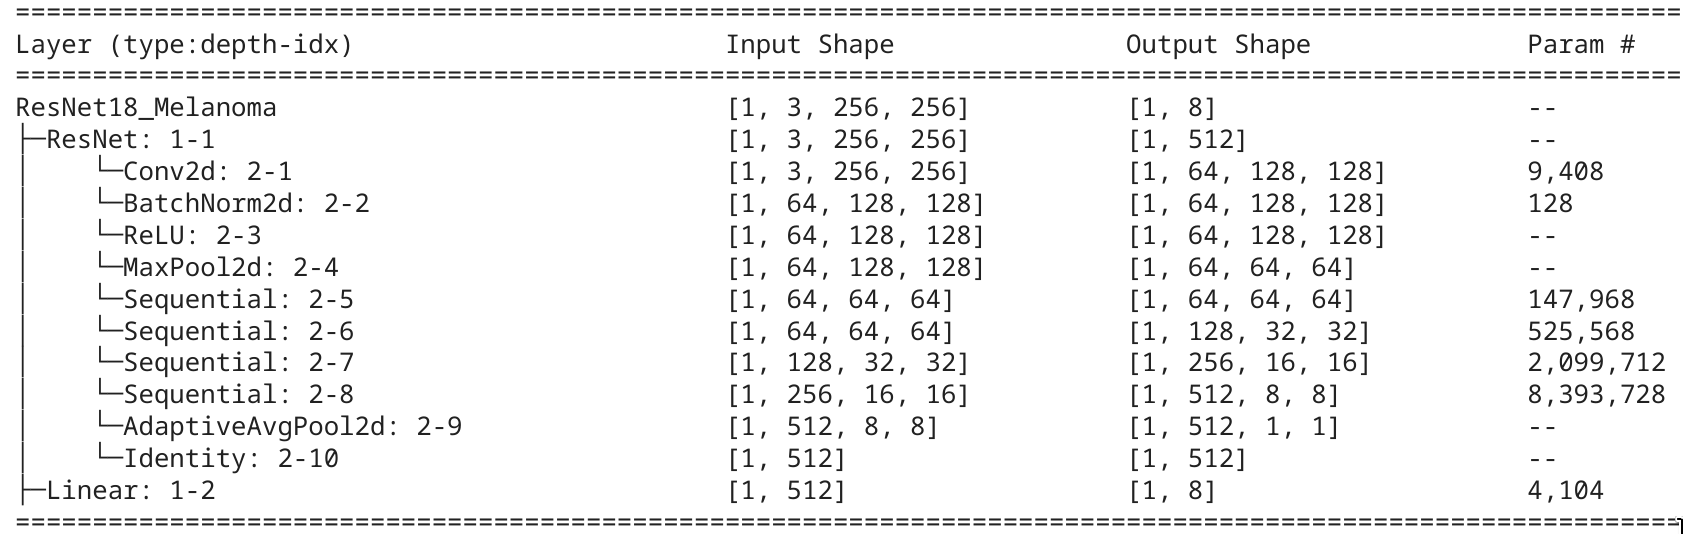 ============================================================================================================
Layer (type:depth-idx)                        Input Shape               Output Shape              Param #
============================================================================================================
ResNet18_Melanoma                             [1, 3, 256, 256]          [1, 8]                    --
├─ResNet: 1-1                                 [1, 3, 256, 256]          [1, 512]                  --
│    └─Conv2d: 2-1                            [1, 3, 256, 256]          [1, 64, 128, 128]         9,408
│    └─BatchNorm2d: 2-2                       [1, 64, 128, 128]         [1, 64, 128, 128]         128
│    └─ReLU: 2-3                              [1, 64, 128, 128]         [1, 64, 128, 128]         --
│    └─MaxPool2d: 2-4                         [1, 64, 128, 128]         [1, 64, 64, 64]           --
│    └─Sequential: 2-5                        [1, 64, 64, 64]           [1, 64, 64, 64]           147,968
│    └─Sequential: 2-6                        [1, 64, 64, 64]           [1, 128, 32, 32]          525,568
│    └─Sequential: 2-7                        [1, 128, 32, 32]          [1, 256, 16, 16]          2,099,712
│    └─Sequential: 2-8                        [1, 256, 16, 16]          [1, 512, 8, 8]            8,393,728
│    └─AdaptiveAvgPool2d: 2-9                 [1, 512, 8, 8]            [1, 512, 1, 1]            --
│    └─Identity: 2-10                         [1, 512]                  [1, 512]                  --
├─Linear: 1-2                                 [1, 512]                  [1, 8]                    4,104
============================================================================================================